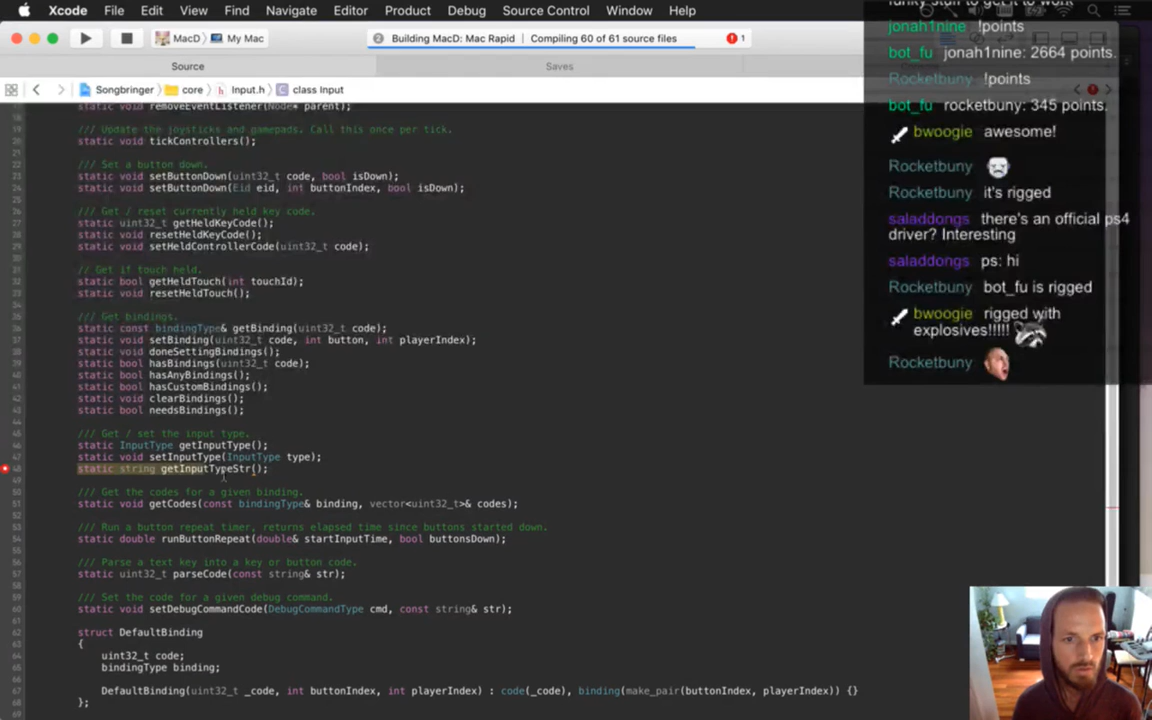 Xcode File Edit View Find Navigate Editor Product Debug Source Control Window Help
MacD My Mac
Building MacD: Mac Rapid Compiling 60 of 61 source files 1
Source Cales
Songbringer core Input.h class Input
static void removeEventListener(Node* parent);
/// Update the joysticks and gamepads. Call this once per tick.
static void tickControllers();
/// Set a button down.
static void setButtonDown(uint32_t code, bool isDown);
static void setButtonDown(Eid eid, int buttonIndex, bool isDown);
/// Get / reset currently held key code.
static uint32_t getHeldKeyCode();
static void resetHeldKeyCode();
static void setHeldControllerCode(uint32_t code);
// Get if touch held.
static bool getHeldTouch(int touchId);
static void resetHeldTouch();
/// Get bindings.
static const bindingType& getBinding(uint32_t code);
static void setBinding(uint32_t code, int button, int playerIndex);
static void doneSettingBindings();
static bool hasBindings(uint32_t code);
static bool hasAnyBindings();
static bool hasCustomBindings();
static void clearBindings();
static bool needsBindings();
/// Get / set the input type.
static InputType getInputType();
static void setInputType(InputType type);
static string getInputTypeStr();
/// Get the codes for a given binding.
static void getCodes(const bindingType& binding, vector<uint32_t>& codes);
/// Run a button repeat timer, returns elapsed time since buttons started down.
static double runButtonRepeat(double& startInputTime, bool buttonsDown);
/// Parse a text key into a key or button code.
static uint32_t parseCode(const string& str);
/// Set the code for a given debug command.
static void setDebugCommandCode(DebugCommandType cmd, const string& str);
struct DefaultBinding
{
uint32_t code;
bindingType binding;
DefaultBinding(uint32_t _code, int buttonIndex, int playerIndex) : code(_code), binding(make_pair(buttonIndex, playerIndex)) {}
};
funky stuff to get it to work
jonah1nine !points
bot_fu jonah1nine: 2664 points.
Rocketbuny !points
bot_fu rocketbuny: 345 points.
bwoogie awesome!
Rocketbuny
Rocketbuny it's rigged
saladdongs there's an official ps4
driver? Interesting
saladdongs ps: hi
Rocketbuny bot_fu is rigged
bwoogie rigged with
explosives!!!!!
Rocketbuny